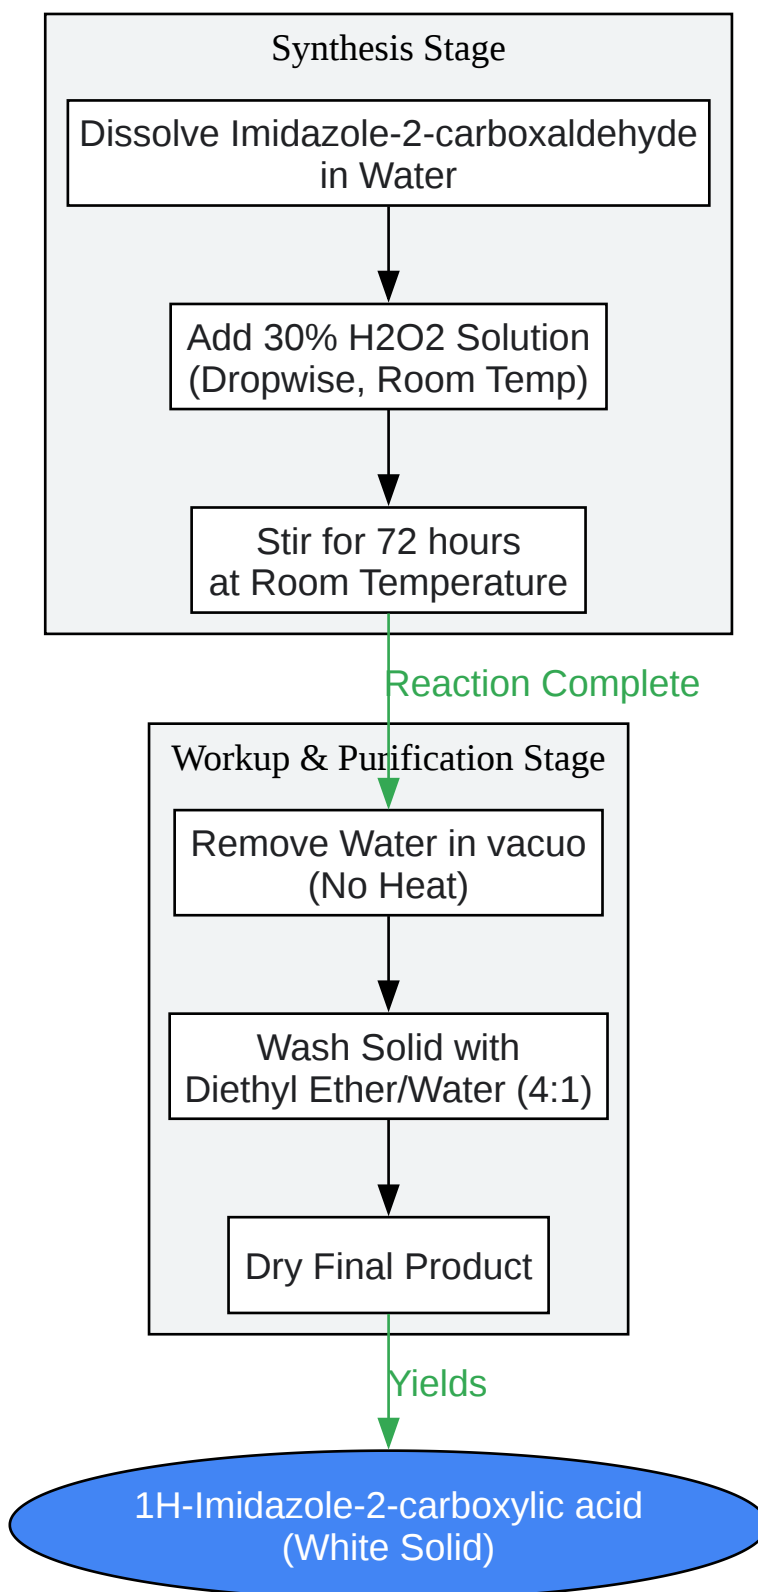 Synthesis Stage
Dissolve Imidazole-2-carboxaldehyde
in Water
Add 30% H2O2 Solution
(Dropwise, Room Temp)
Stir for 72 hours
at Room Temperature
Reaction Complete
Workup & Purification Stage
Remove Water in vacuo
(No Heat)
Wash Solid with
Diethyl Ether/Water (4:1)
Dry Final Product
Yields
1H-Imidazole-2-carboxylic acid
(White Solid)